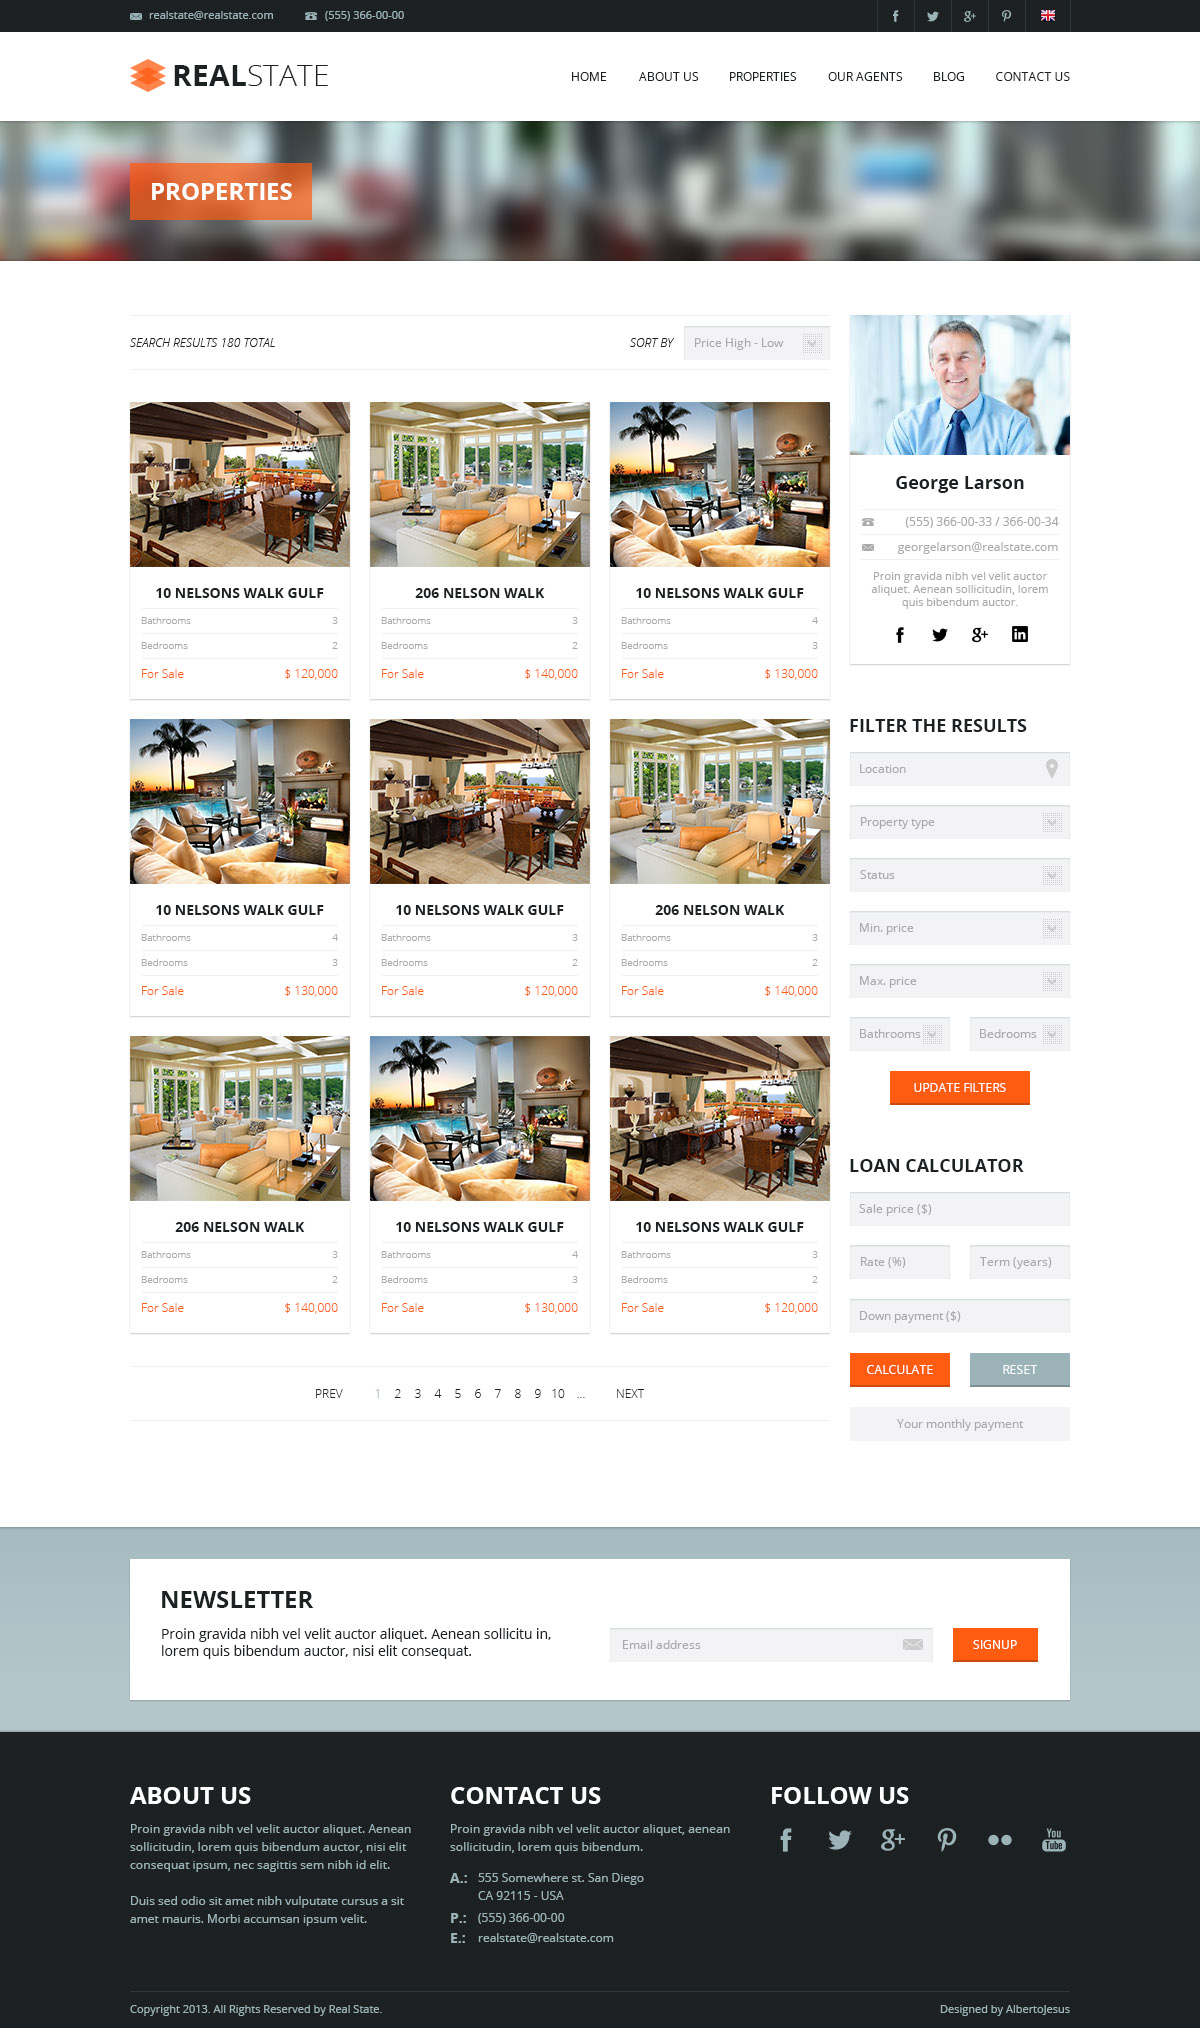 realstate@realstate.com (555) 366-00-00
REALSTATE
HOME ABOUT US PROPERTIES OUR AGENTS BLOG CONTACT US
PROPERTIES
SEARCH RESULTS 180 TOTAL SORT BY Price High - Low
10 NELSONS WALK GULF
Bathrooms 3
Bedrooms 2
For Sale $ 120,000
206 NELSON WALK
Bathrooms 3
Bedrooms 2
For Sale $ 140,000
10 NELSONS WALK GULF
Bathrooms 4
Bedrooms 3
For Sale $ 130,000
10 NELSONS WALK GULF
Bathrooms 4
Bedrooms 3
For Sale $ 130,000
10 NELSONS WALK GULF
Bathrooms 3
Bedrooms 2
For Sale $ 120,000
206 NELSON WALK
Bathrooms 3
Bedrooms 2
For Sale $ 140,000
206 NELSON WALK
Bathrooms 3
Bedrooms 2
For Sale $ 140,000
10 NELSONS WALK GULF
Bathrooms 4
Bedrooms 3
For Sale $ 130,000
10 NELSONS WALK GULF
Bathrooms 3
Bedrooms 2
For Sale $ 120,000
PREV 1 2 3 4 5 6 7 8 9 10 ... NEXT
George Larson
(555) 366-00-33 / 366-00-34
georgelarson@realstate.com
Proin gravida nibh vel velit auctor
aliquet. Aenean sollicitudin, lorem
quis bibendum auctor.
FILTER THE RESULTS
Location
Property type
Status
Min. price
Max. price
Bathrooms Bedrooms
UPDATE FILTERS
LOAN CALCULATOR
Sale price ($)
Rate (%) Term (years)
Down payment ($)
CALCULATE RESET
Your monthly payment
NEWSLETTER
Proin gravida nibh vel velit auctor aliquet. Aenean sollicitu in,
lorem quis bibendum auctor, nisi elit consequat.
Email address SIGNUP
ABOUT US
Proin gravida nibh vel velit auctor aliquet. Aenean
sollicitudin, lorem quis bibendum auctor, nisi elit
consequat ipsum, nec sagittis sem nibh id elit.
Duis sed odio sit amet nibh vulputate cursus a sit
amet mauris. Morbi accumsan ipsum velit.
CONTACT US
Proin gravida nibh vel velit auctor aliquet, aenean
sollicitudin, lorem quis bibendum.
A.: 555 Somewhere st. San Diego
CA 92115 - USA
P.: (555) 366-00-00
E.: realstate@realstate.com
FOLLOW US
You
Tube
Copyright 2013. All Rights Reserved by Real State. Designed by AlbertoJesus